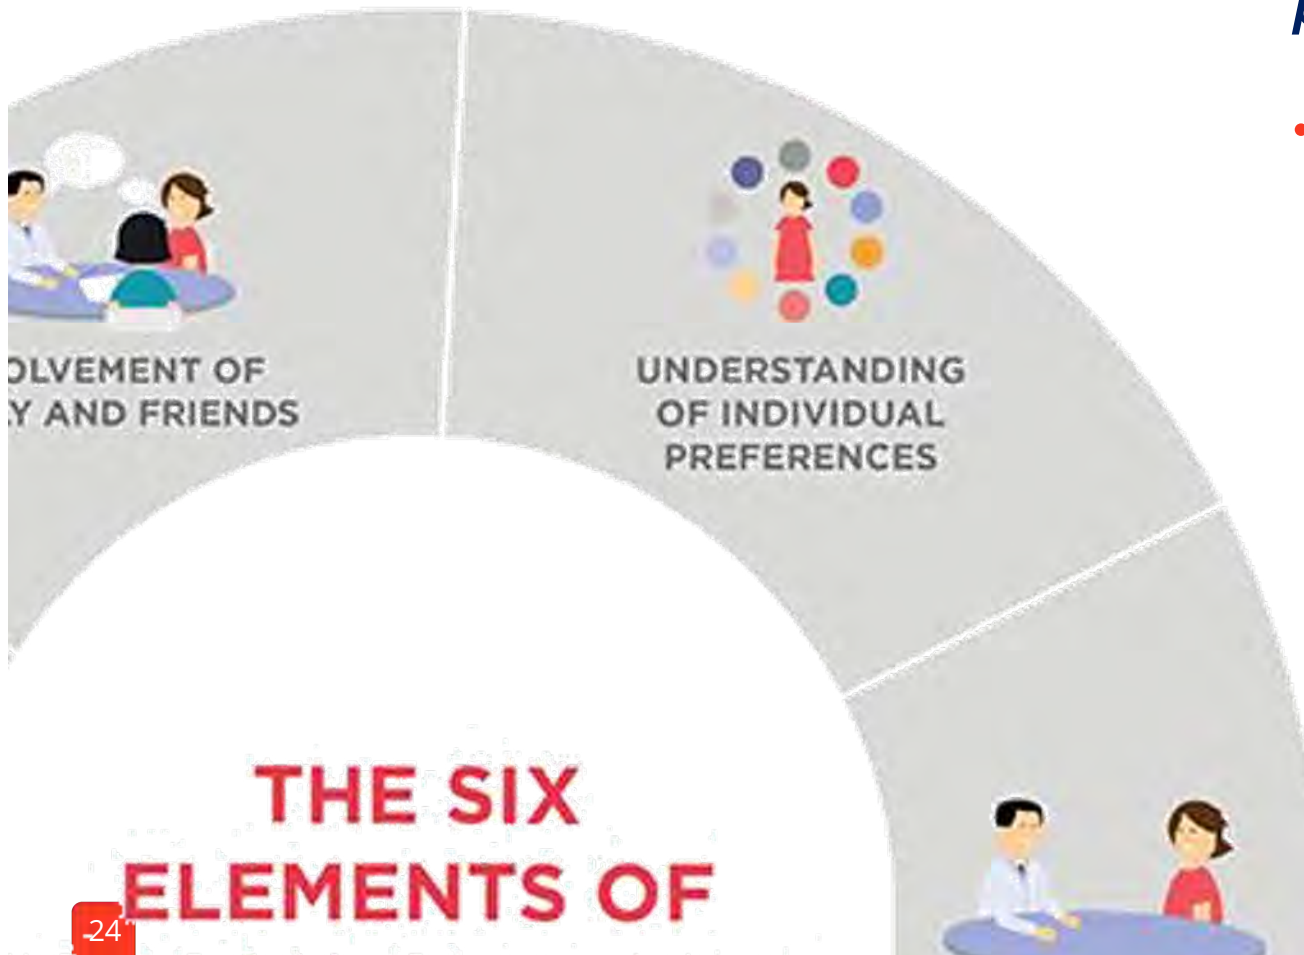 OLVEMENT OF
Y AND FRIENDS
UNDERSTANDING
OF INDIVIDUAL
PREFERENCES
THE SIX
ELEMENTS OF
24